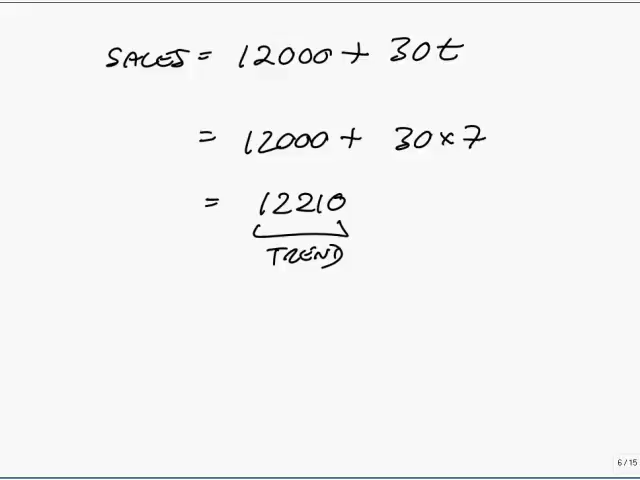 SALES = 12000 + 30t
= 12000 + 30 × 7
= 12210
TREND
6 / 15